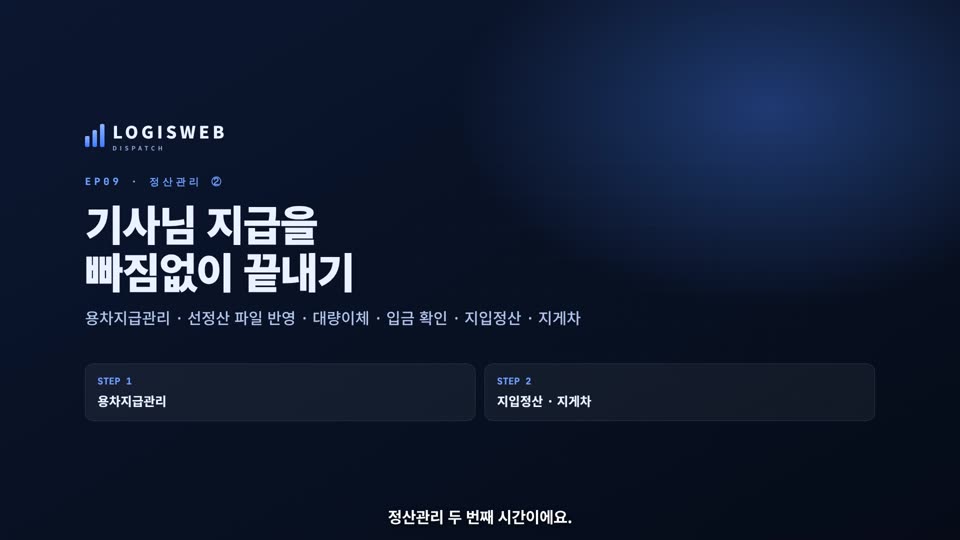 LOGISWEB
DISPATCH
EP09 · 정산관리 ②
기사님 지급을
빠짐없이 끝내기
용차지급관리 · 선정산 파일 반영 · 대량이체 · 입금 확인 · 지입정산 · 지게차
STEP 1
용차지급관리
STEP 2
지입정산 · 지게차
정산관리 두 번째 시간이에요.